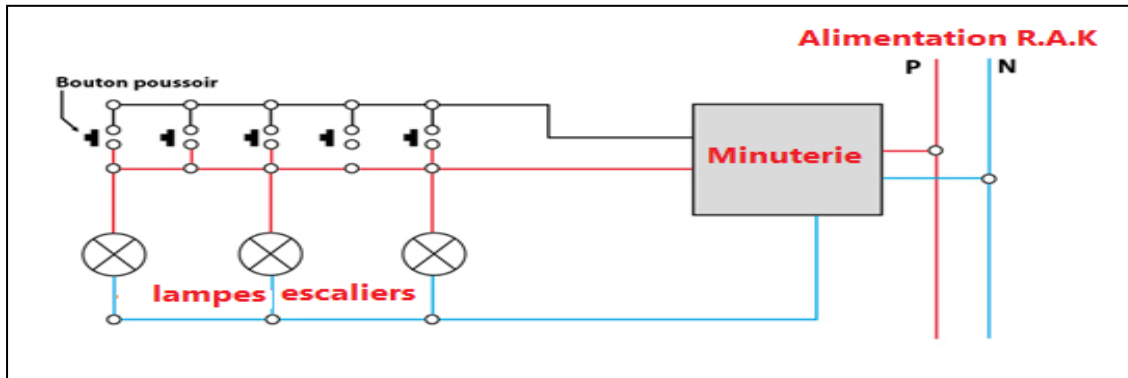 Alimentation R.A.K
P N
Bouton poussoir
Minuterie
lampes escaliers